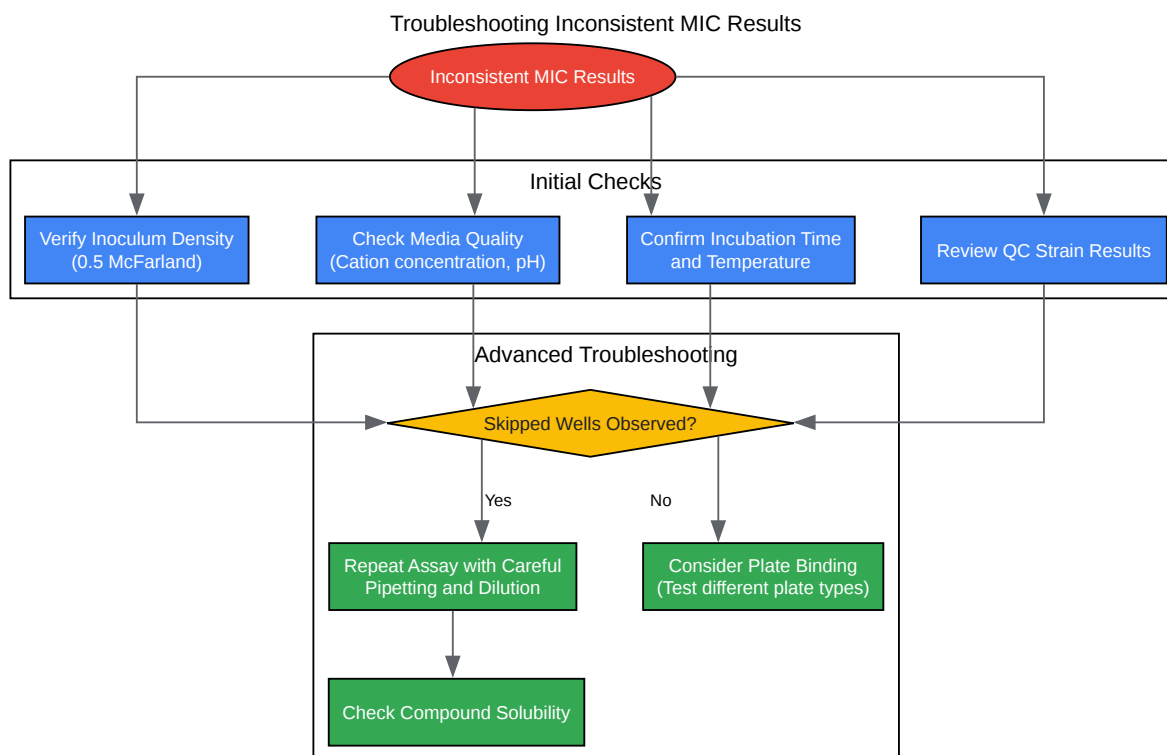 Troubleshooting Inconsistent MIC Results
Inconsistent MIC Results
Initial Checks
Verify Inoculum Density
(0.5 McFarland)
Check Media Quality
(Cation concentration, pH)
Confirm Incubation Time
and Temperature
Review QC Strain Results
Advanced Troubleshooting
Skipped Wells Observed?
Yes
No
Repeat Assay with Careful
Pipetting and Dilution
Consider Plate Binding
(Test different plate types)
Check Compound Solubility